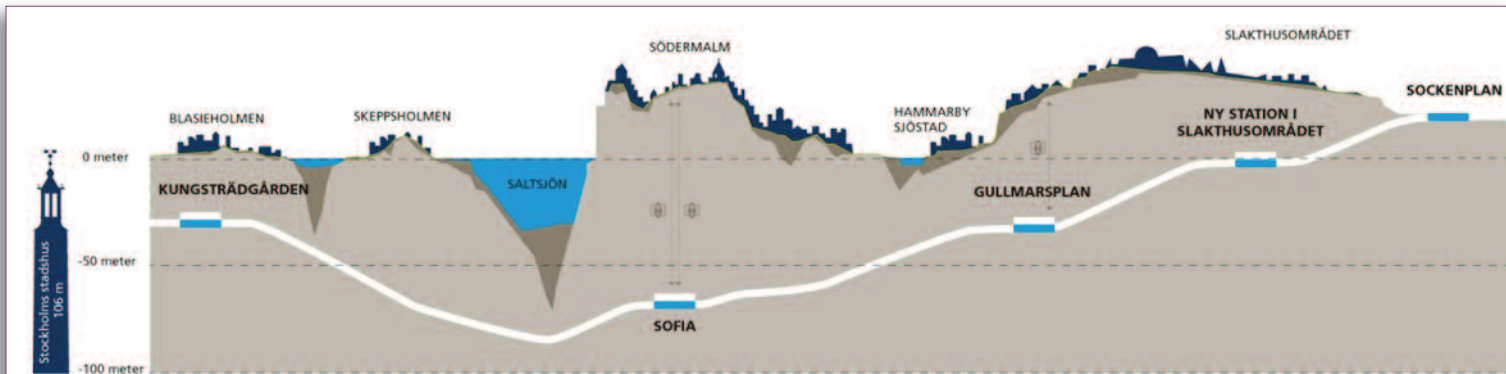 SÖDERMALM
SLAKTHUSOMRÅDET
BLASIEHOLMEN
SKEPPSHOLMEN
HAMMARBY
SJÖSTAD
SOCKENPLAN
NY STATION I
SLAKTHUSOMRÅDET
0 meter
KUNGSTRÄDGÅRDEN
SALTSJÖN
GULLMARSPLAN
-50 meter
SOFIA
-100 meter
Stockholms stadshus
106 m